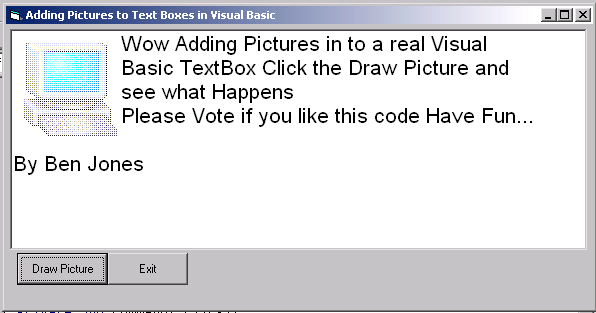 Adding Pictures to Text Boxes in Visual Basic
Wow Adding Pictures in to a real Visual
Basic TextBox Click the Draw Picture and
see what Happens
Please Vote if you like this code Have Fun...
By Ben Jones
Draw Picture
Exit